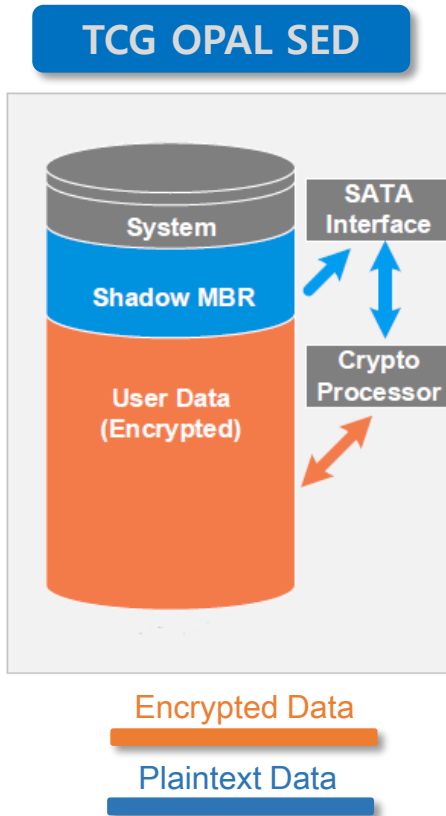 TCG OPAL SED
System
SATA
Interface
Shadow MBR
Crypto
Processor
User Data
(Encrypted)
Encrypted Data
Plaintext Data